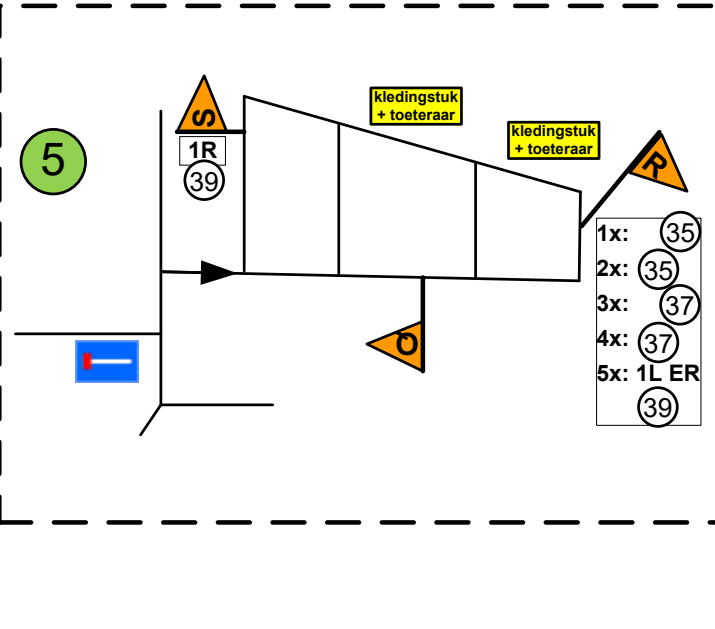 5
S
1R
39
kledingstuk
+ toeteraar
kledingstuk
+ toeteraar
R
Q
1x: 35
2x: 35
3x: 37
4x: 37
5x: 1L ER
39